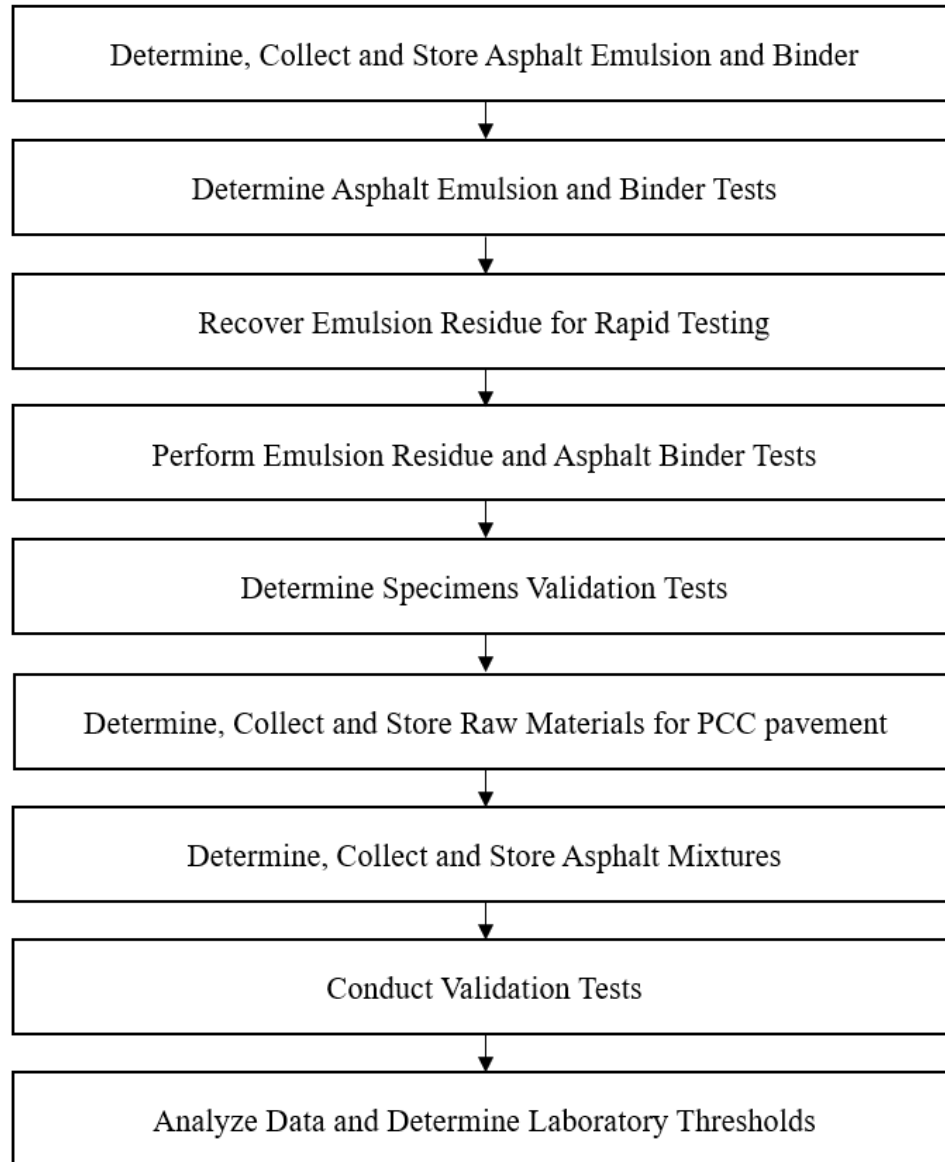 Determine, Collect and Store Asphalt Emulsion and Binder
Determine Asphalt Emulsion and Binder Tests
Recover Emulsion Residue for Rapid Testing
Perform Emulsion Residue and Asphalt Binder Tests
Determine Specimens Validation Tests
Determine, Collect and Store Raw Materials for PCC pavement
Determine, Collect and Store Asphalt Mixtures
Conduct Validation Tests
Analyze Data and Determine Laboratory Thresholds